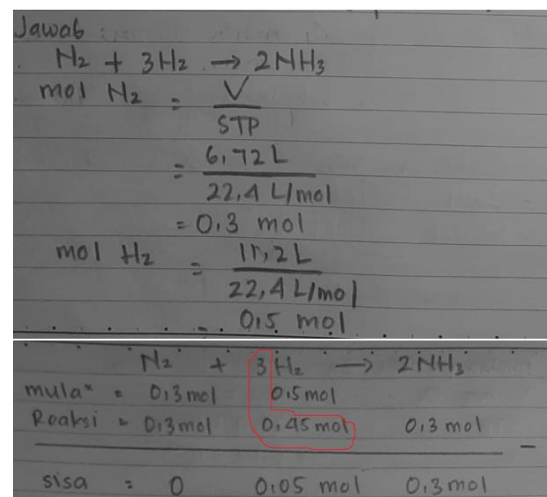 Jawab
N₂ + 3H₂ → 2NH₃
mol N₂ = V
STP
= 6,72 L
22,4 L/mol
= 0,3 mol
mol H₂ = 11,2 L
22,4 L/mol
0,5 mol
N₂ + 3H₂ → 2NH₃
mula" = 0,3 mol 0,5 mol
Reaksi = 0,3 mol 0,45 mol 0,3 mol
sisa = 0 0,05 mol 0,3 mol